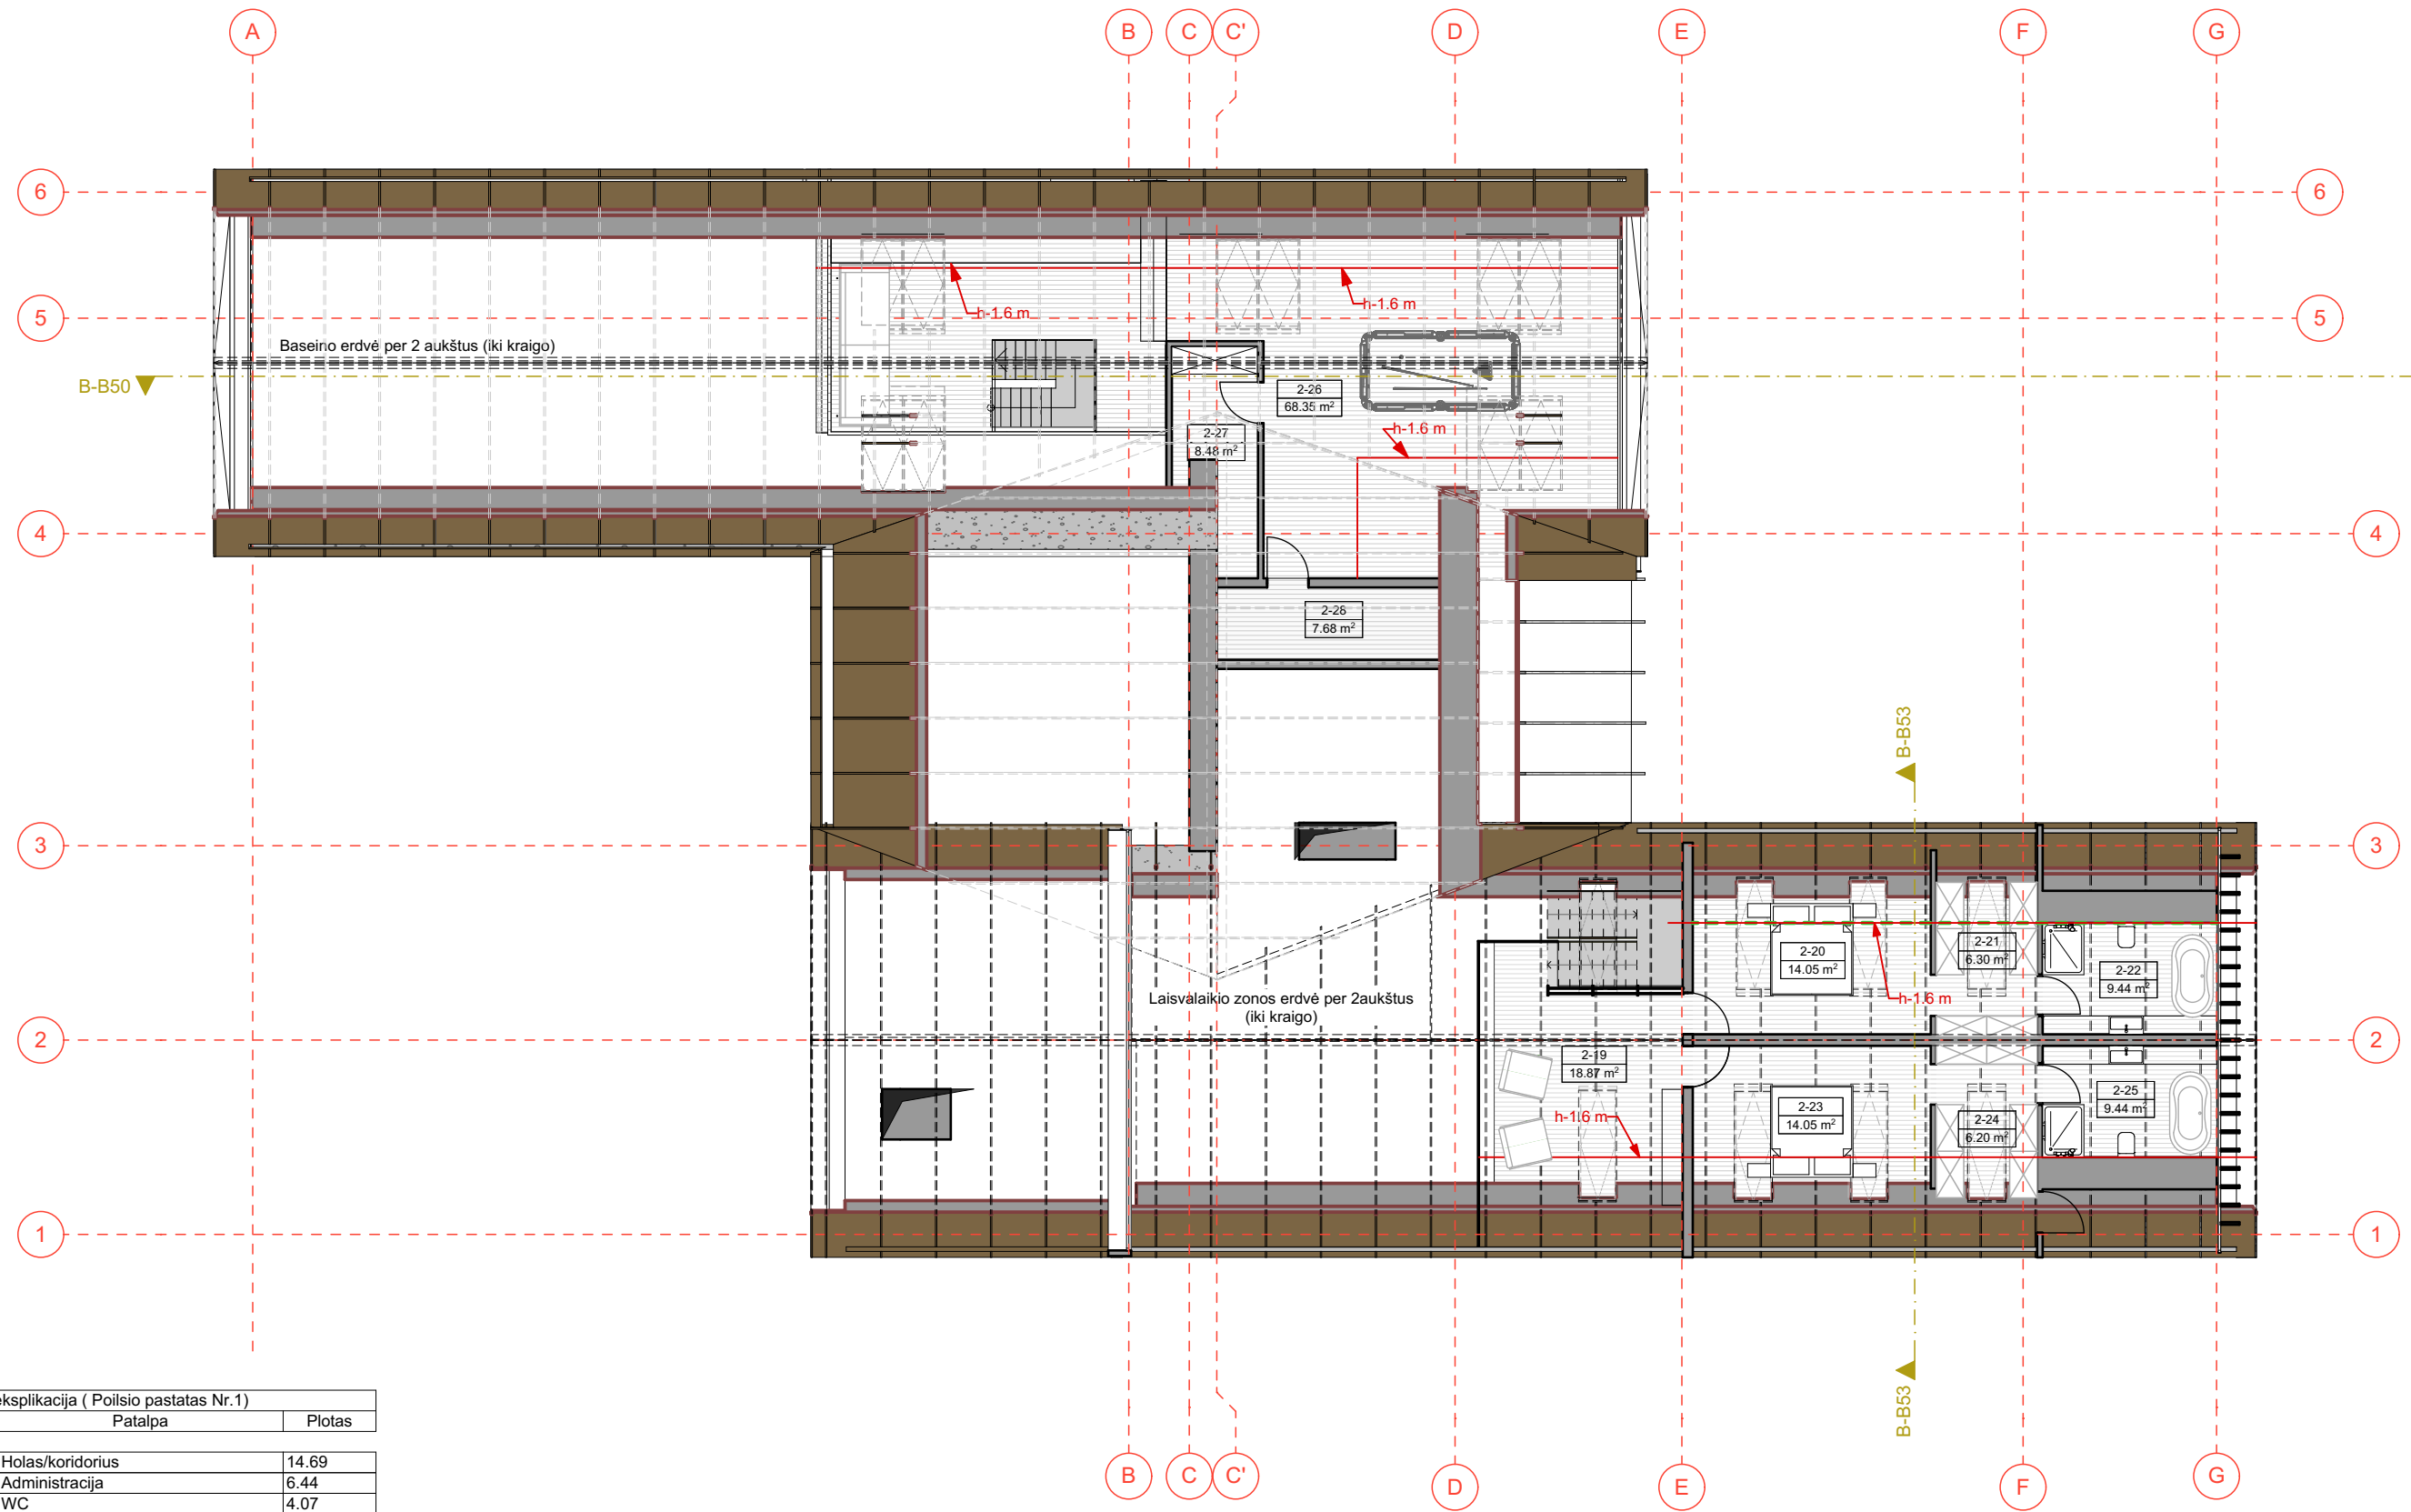 A
B
C
C'
D
E
F
G
6
6
h-1.6 m
h-1.6 m
5
5
Baseino erdvė per 2 aukštus (iki kraigo)
B-B50
2-26
68.35 m²
h-1.6 m
2-27
8.48 m²
4
4
2-28
7.68 m²
B-B53
3
3
2-20
14.05 m²
2-21
6.30 m²
2-22
9.44 m²
h-1.6 m
Laisvalaikio zonos erdvė per 2aukštus
(iki kraigo)
2
2
2-19
18.87 m²
2-23
14.05 m²
2-24
6.20 m²
2-25
9.44 m²
h-1.6 m
1
1
B-B53
eksplikacija ( Poilsio pastatas Nr.1)
Patalpa
Plotas
Holas/koridorius
14.69
Administracija
6.44
WC
4.07
B
C
C'
D
E
F
G